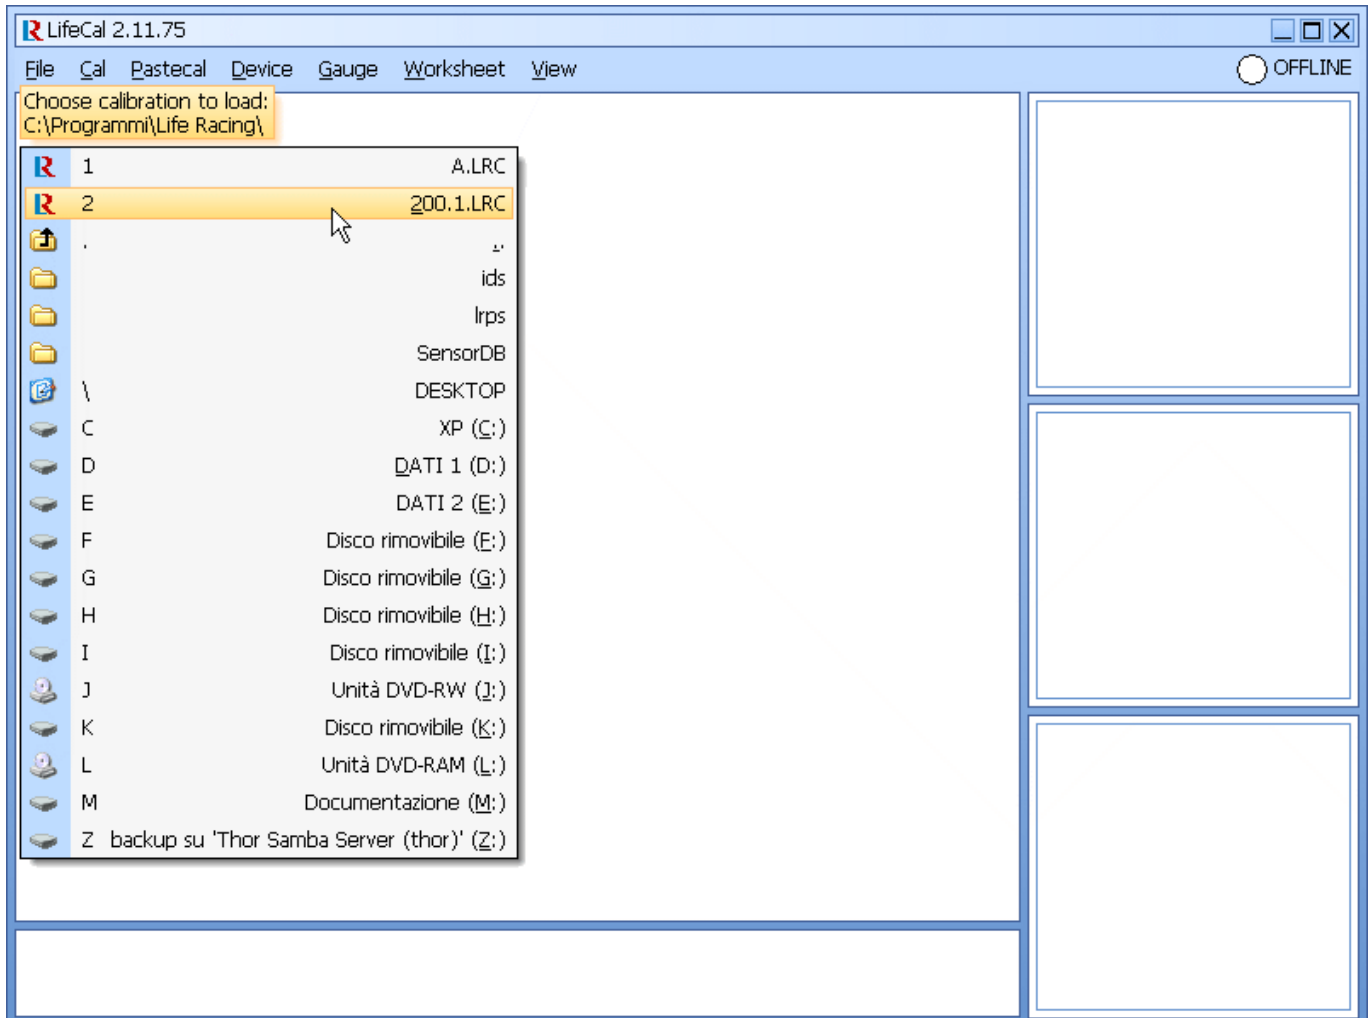 LifeCal 2.11.75
File Cal Pastecal Device Gauge Worksheet View OFFLINE
Choose calibration to load:
C:\Programmi\Life Racing\
1 A.LRC
2 200.1.LRC
. ..
ids
lrps
SensorDB
\ DESKTOP
C XP (C:)
D DATI 1 (D:)
E DATI 2 (E:)
F Disco rimovibile (F:)
G Disco rimovibile (G:)
H Disco rimovibile (H:)
I Disco rimovibile (I:)
J Unità DVD-RW (J:)
K Disco rimovibile (K:)
L Unità DVD-RAM (L:)
M Documentazione (M:)
Z backup su 'Thor Samba Server (thor)' (Z:)